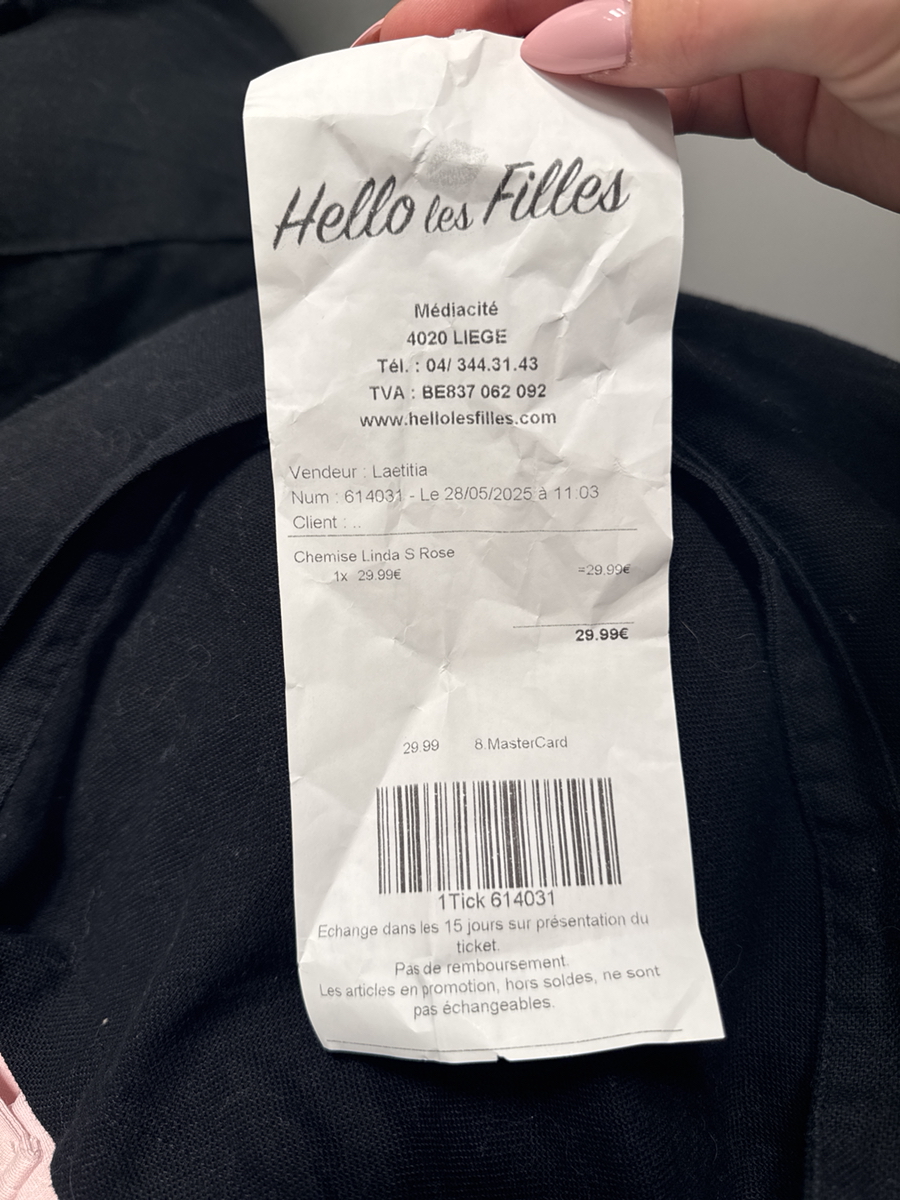 Hello les Filles
Médiacité
4020 LIEGE
Tél. : 04/ 344.31.43
TVA : BE837 062 092
www.hellolesfilles.com
Vendeur : Laetitia
Num : 614031 - Le 28/05/2025 à 11:03
Client : ..
Chemise Linda S Rose
1x 29.99€ =29.99€
29.99€
29.99 8.MasterCard
1Tick 614031
Echange dans les 15 jours sur présentation du
ticket.
Pas de remboursement.
Les articles en promotion, hors soldes, ne sont
pas échangeables.